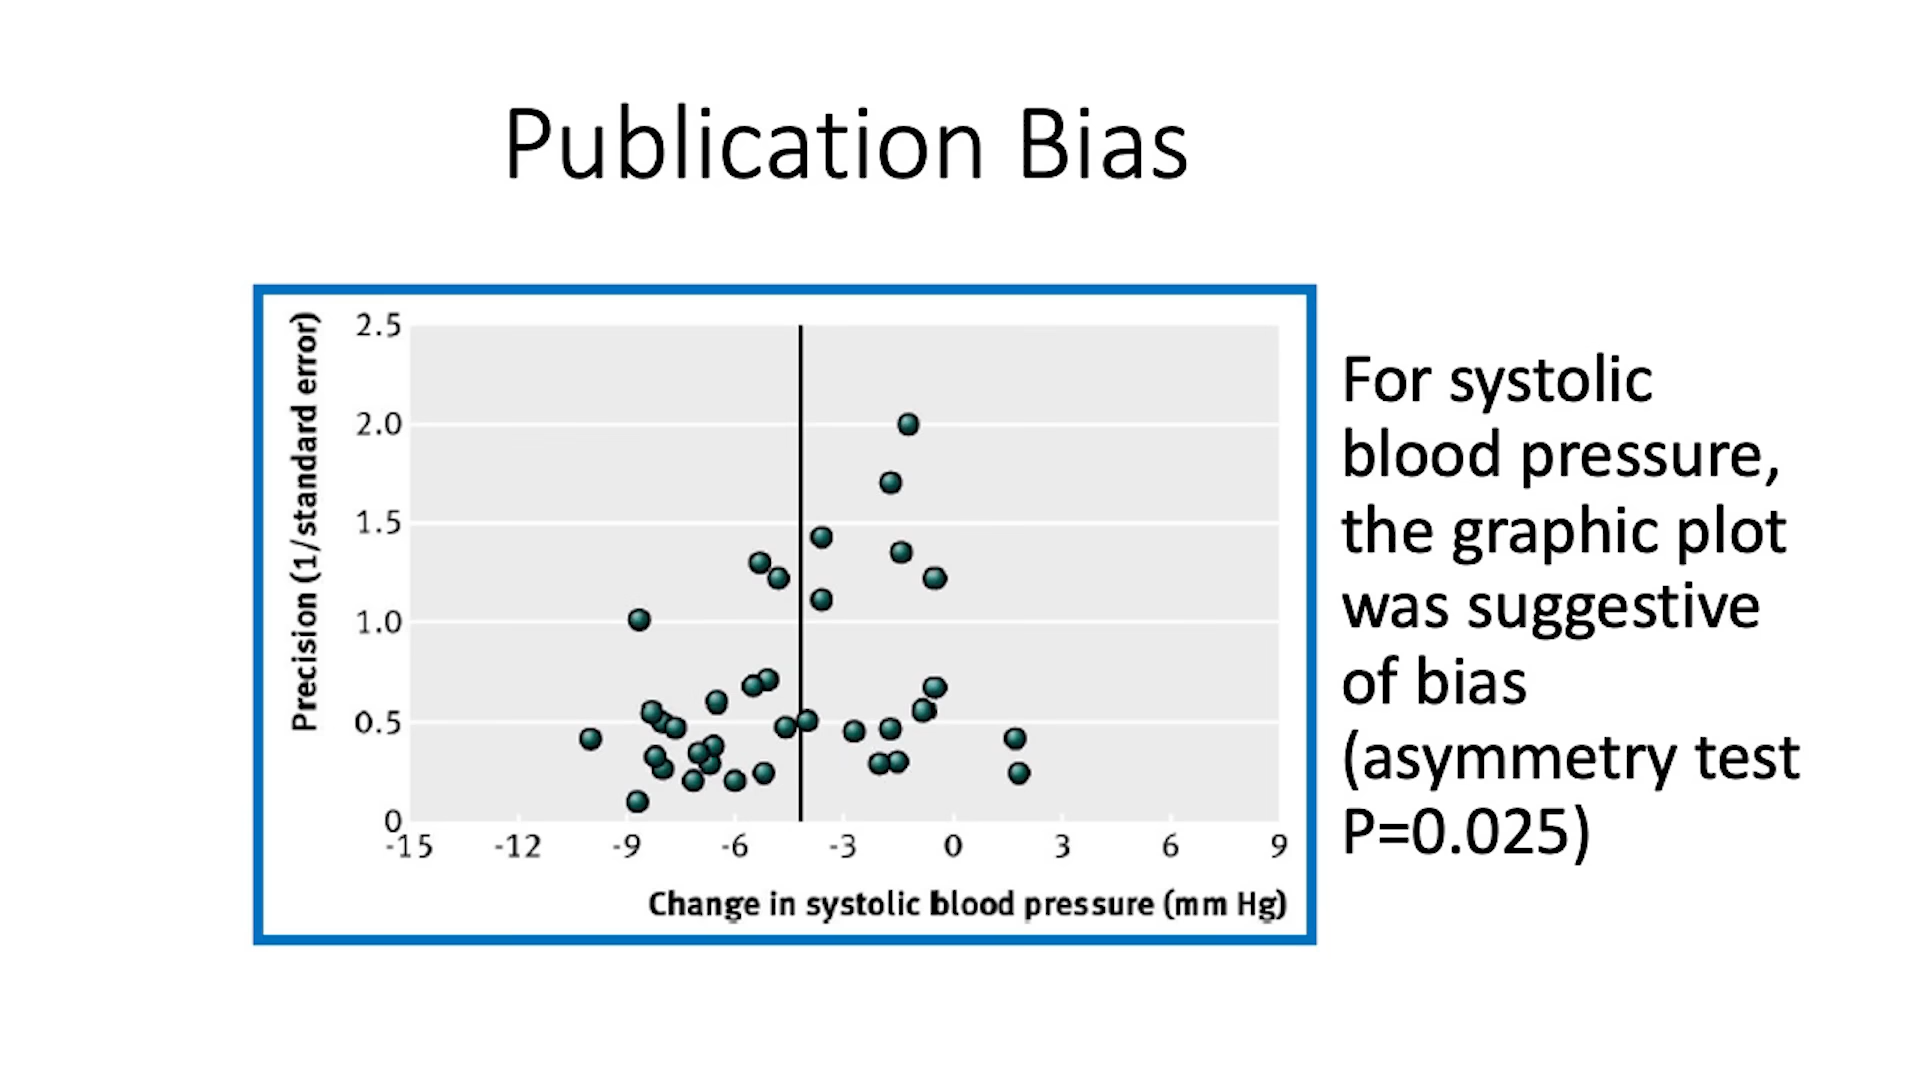 Publication Bias
Precision (1/standard error)
2.5
2.0
1.5
1.0
0.5
0
-15 -12 -9 -6 -3 0 3 6 9
Change in systolic blood pressure (mm Hg)
For systolic
blood pressure,
the graphic plot
was suggestive
of bias
(asymmetry test
P=0.025)